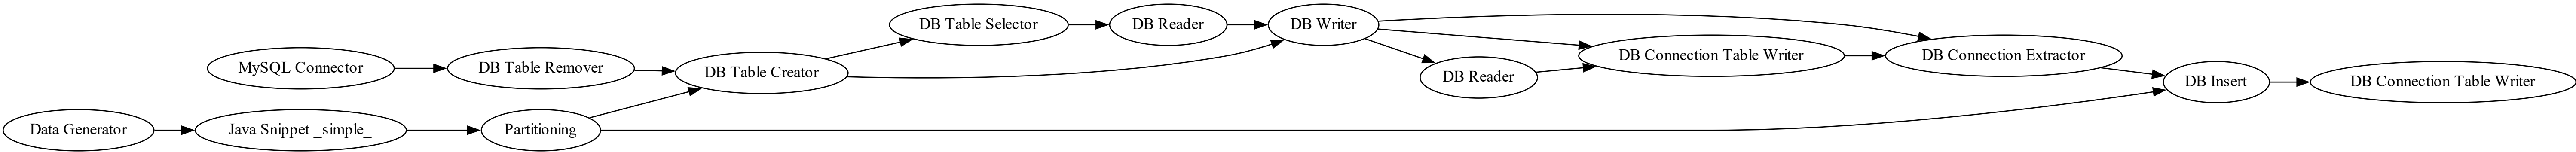 DB Table Selector
DB Reader
DB Writer
MySQL Connector
DB Table Remover
DB Table Creator
DB Connection Table Writer
DB Connection Extractor
DB Reader
DB Insert
DB Connection Table Writer
Data Generator
Java Snippet _simple_
Partitioning